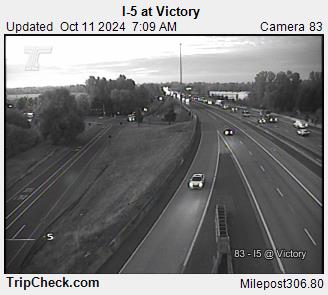 I-5 at Victory
Updated Oct 11 2024 7:09 AM Camera 83
S
83 - I5 @ Victory
TripCheck.com Milepost306.80